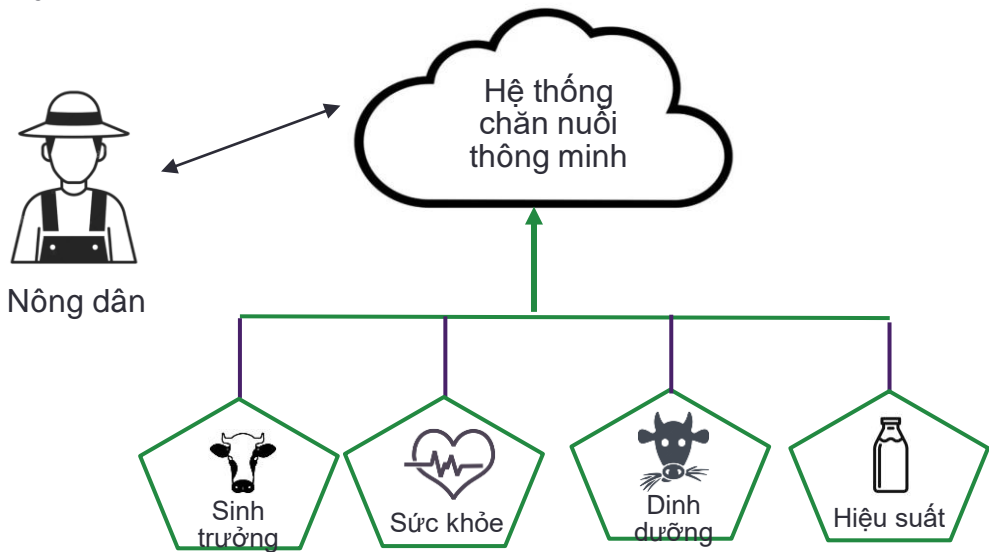 Hệ thống
chăn nuôi
thông minh
Nông dân
Sinh
trưởng
Sức khỏe
Dinh
dưỡng
Hiệu suất